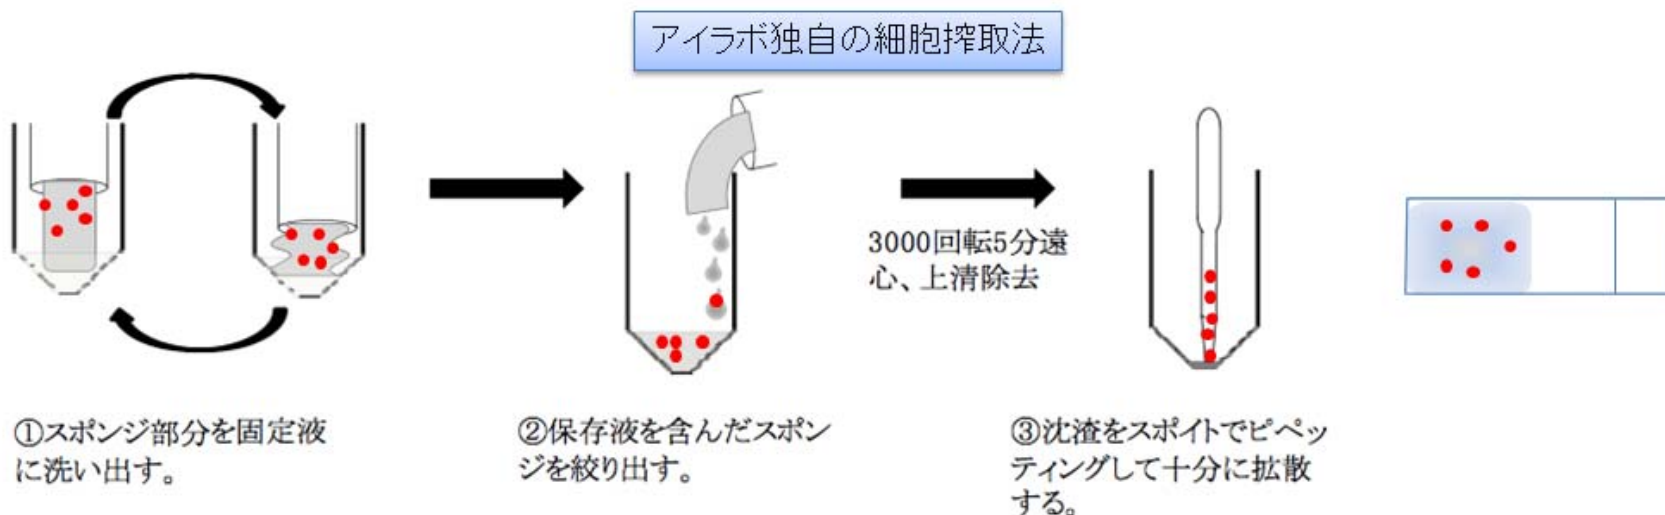 アイラボ独自の細胞搾取法
3000回転5分遠
心、上清除去
①スポンジ部分を固定液
に洗い出す。
②保存液を含んだスポン
ジを絞り出す。
③沈渣をスポイトでピペッ
ティングして十分に拡散
する。